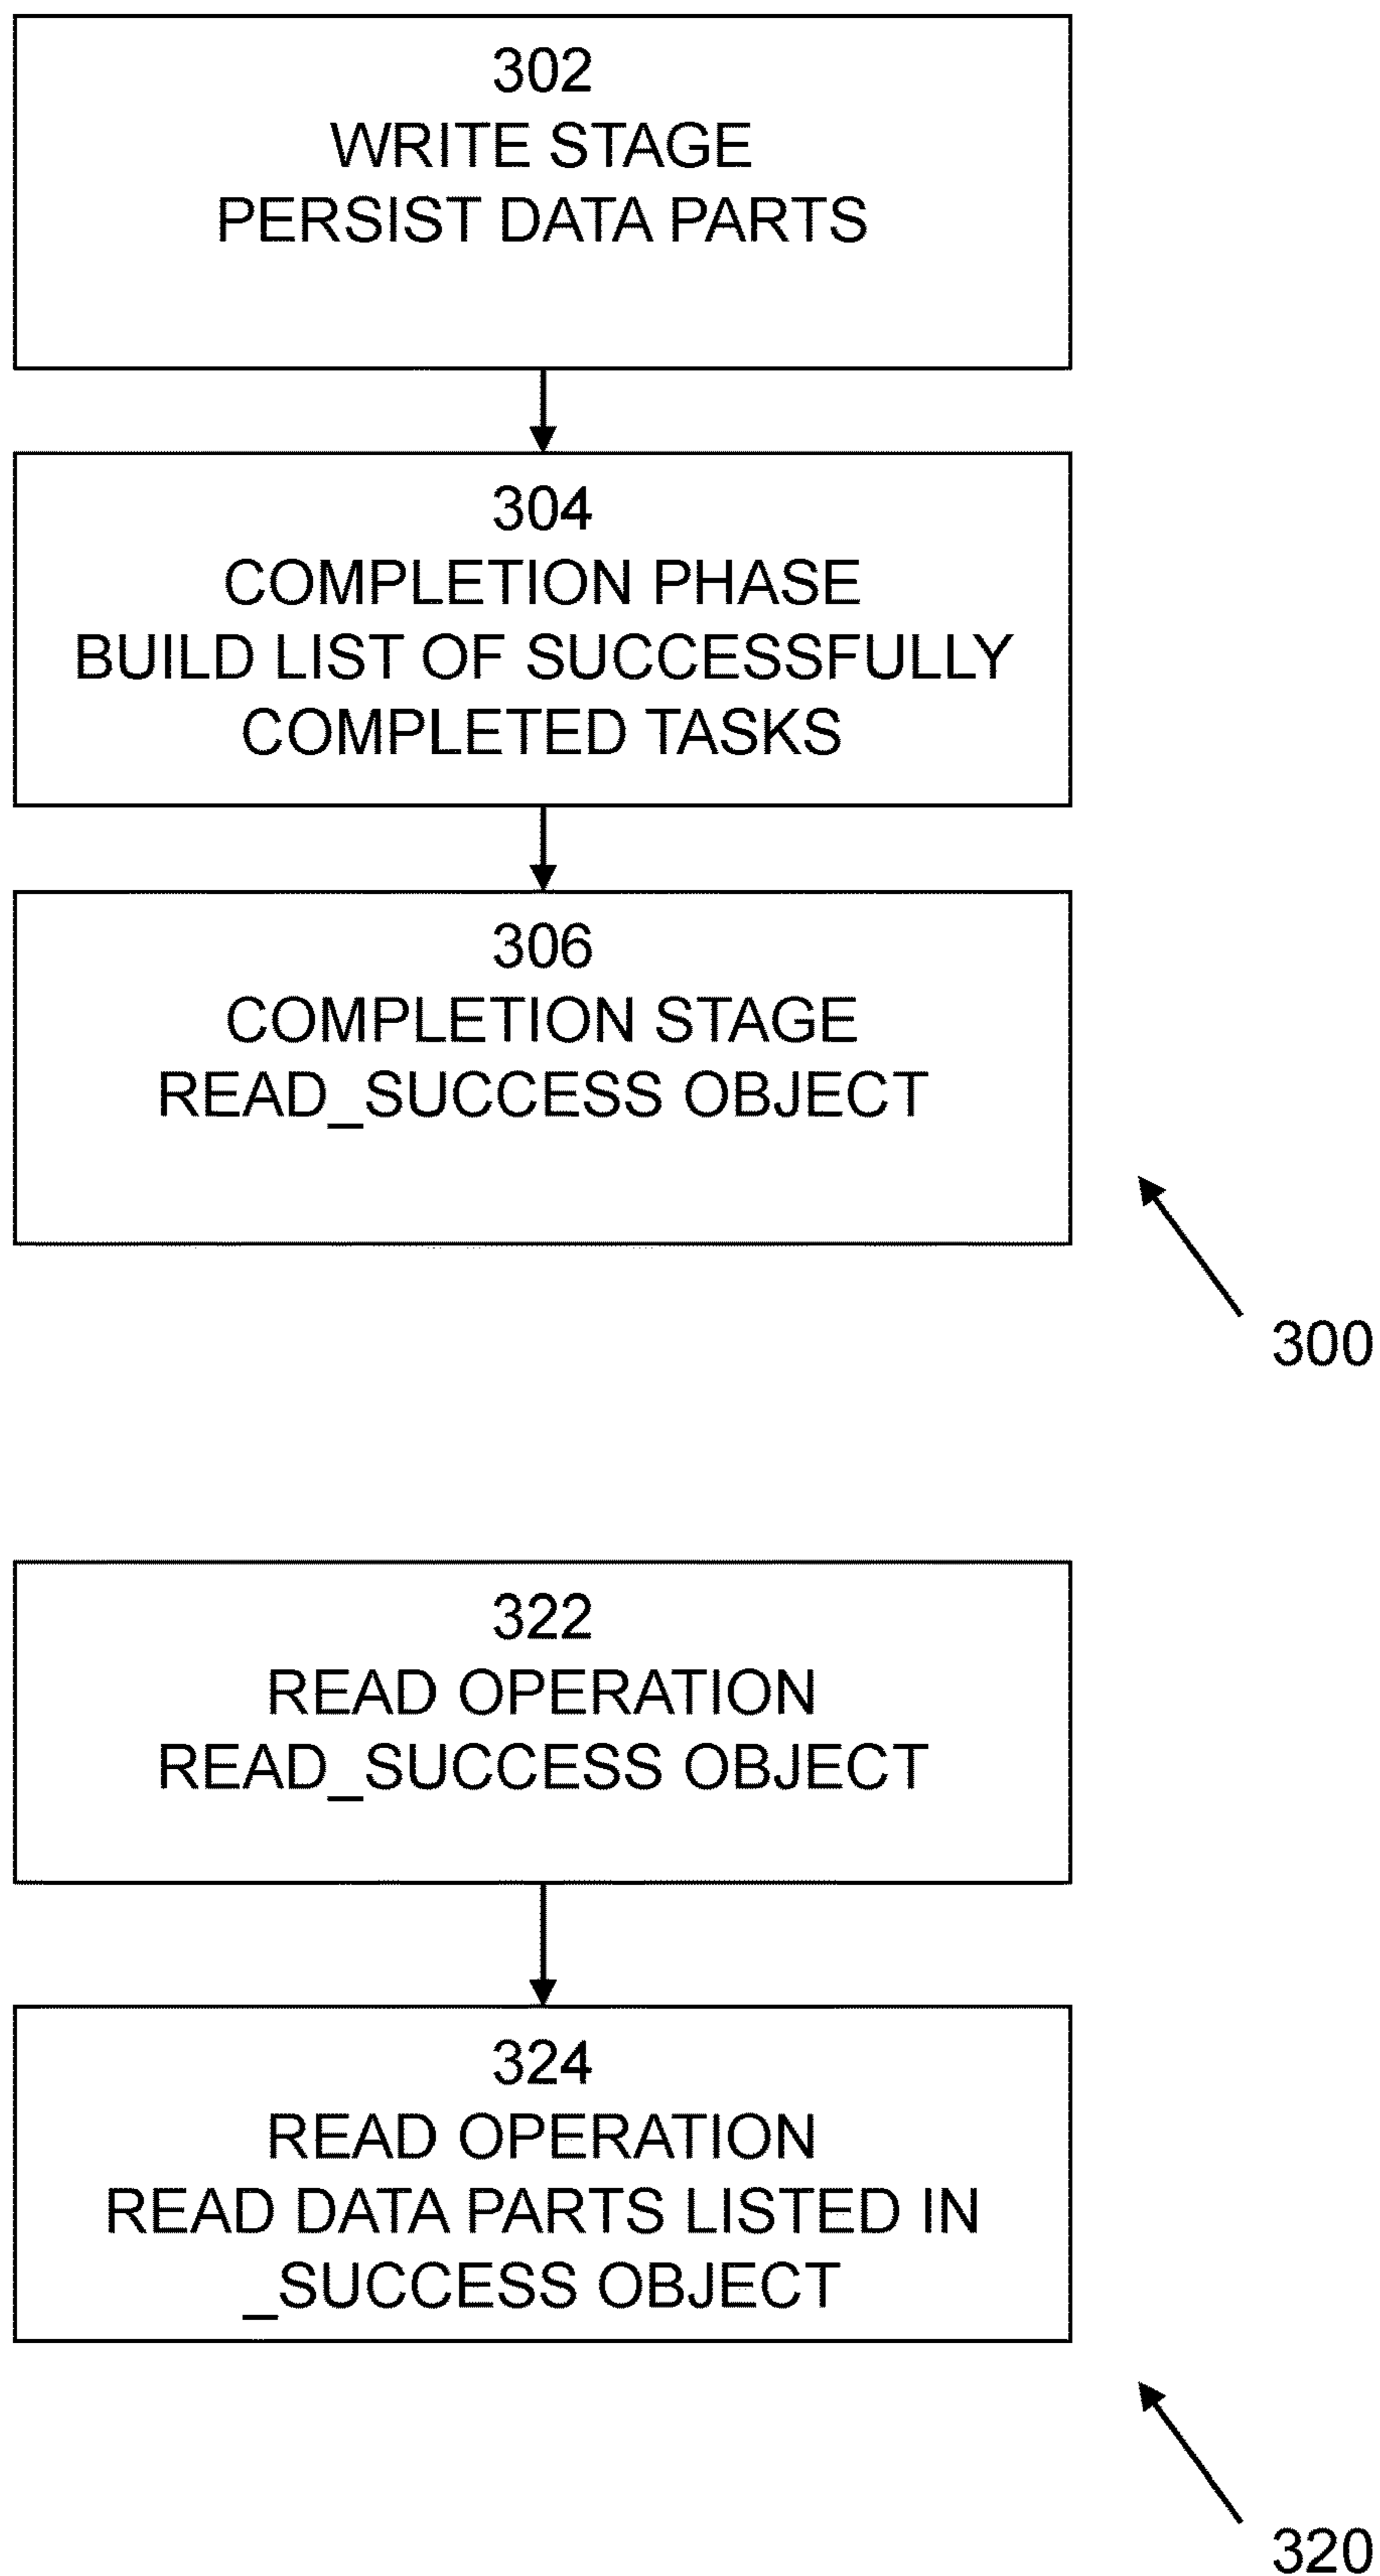 302
WRITE STAGE
PERSIST DATA PARTS
304
COMPLETION PHASE
BUILD LIST OF SUCCESSFULLY
COMPLETED TASKS
306
COMPLETION STAGE
READ_SUCCESS OBJECT
300
322
READ OPERATION
READ_SUCCESS OBJECT
324
READ OPERATION
READ DATA PARTS LISTED IN
_SUCCESS OBJECT
320